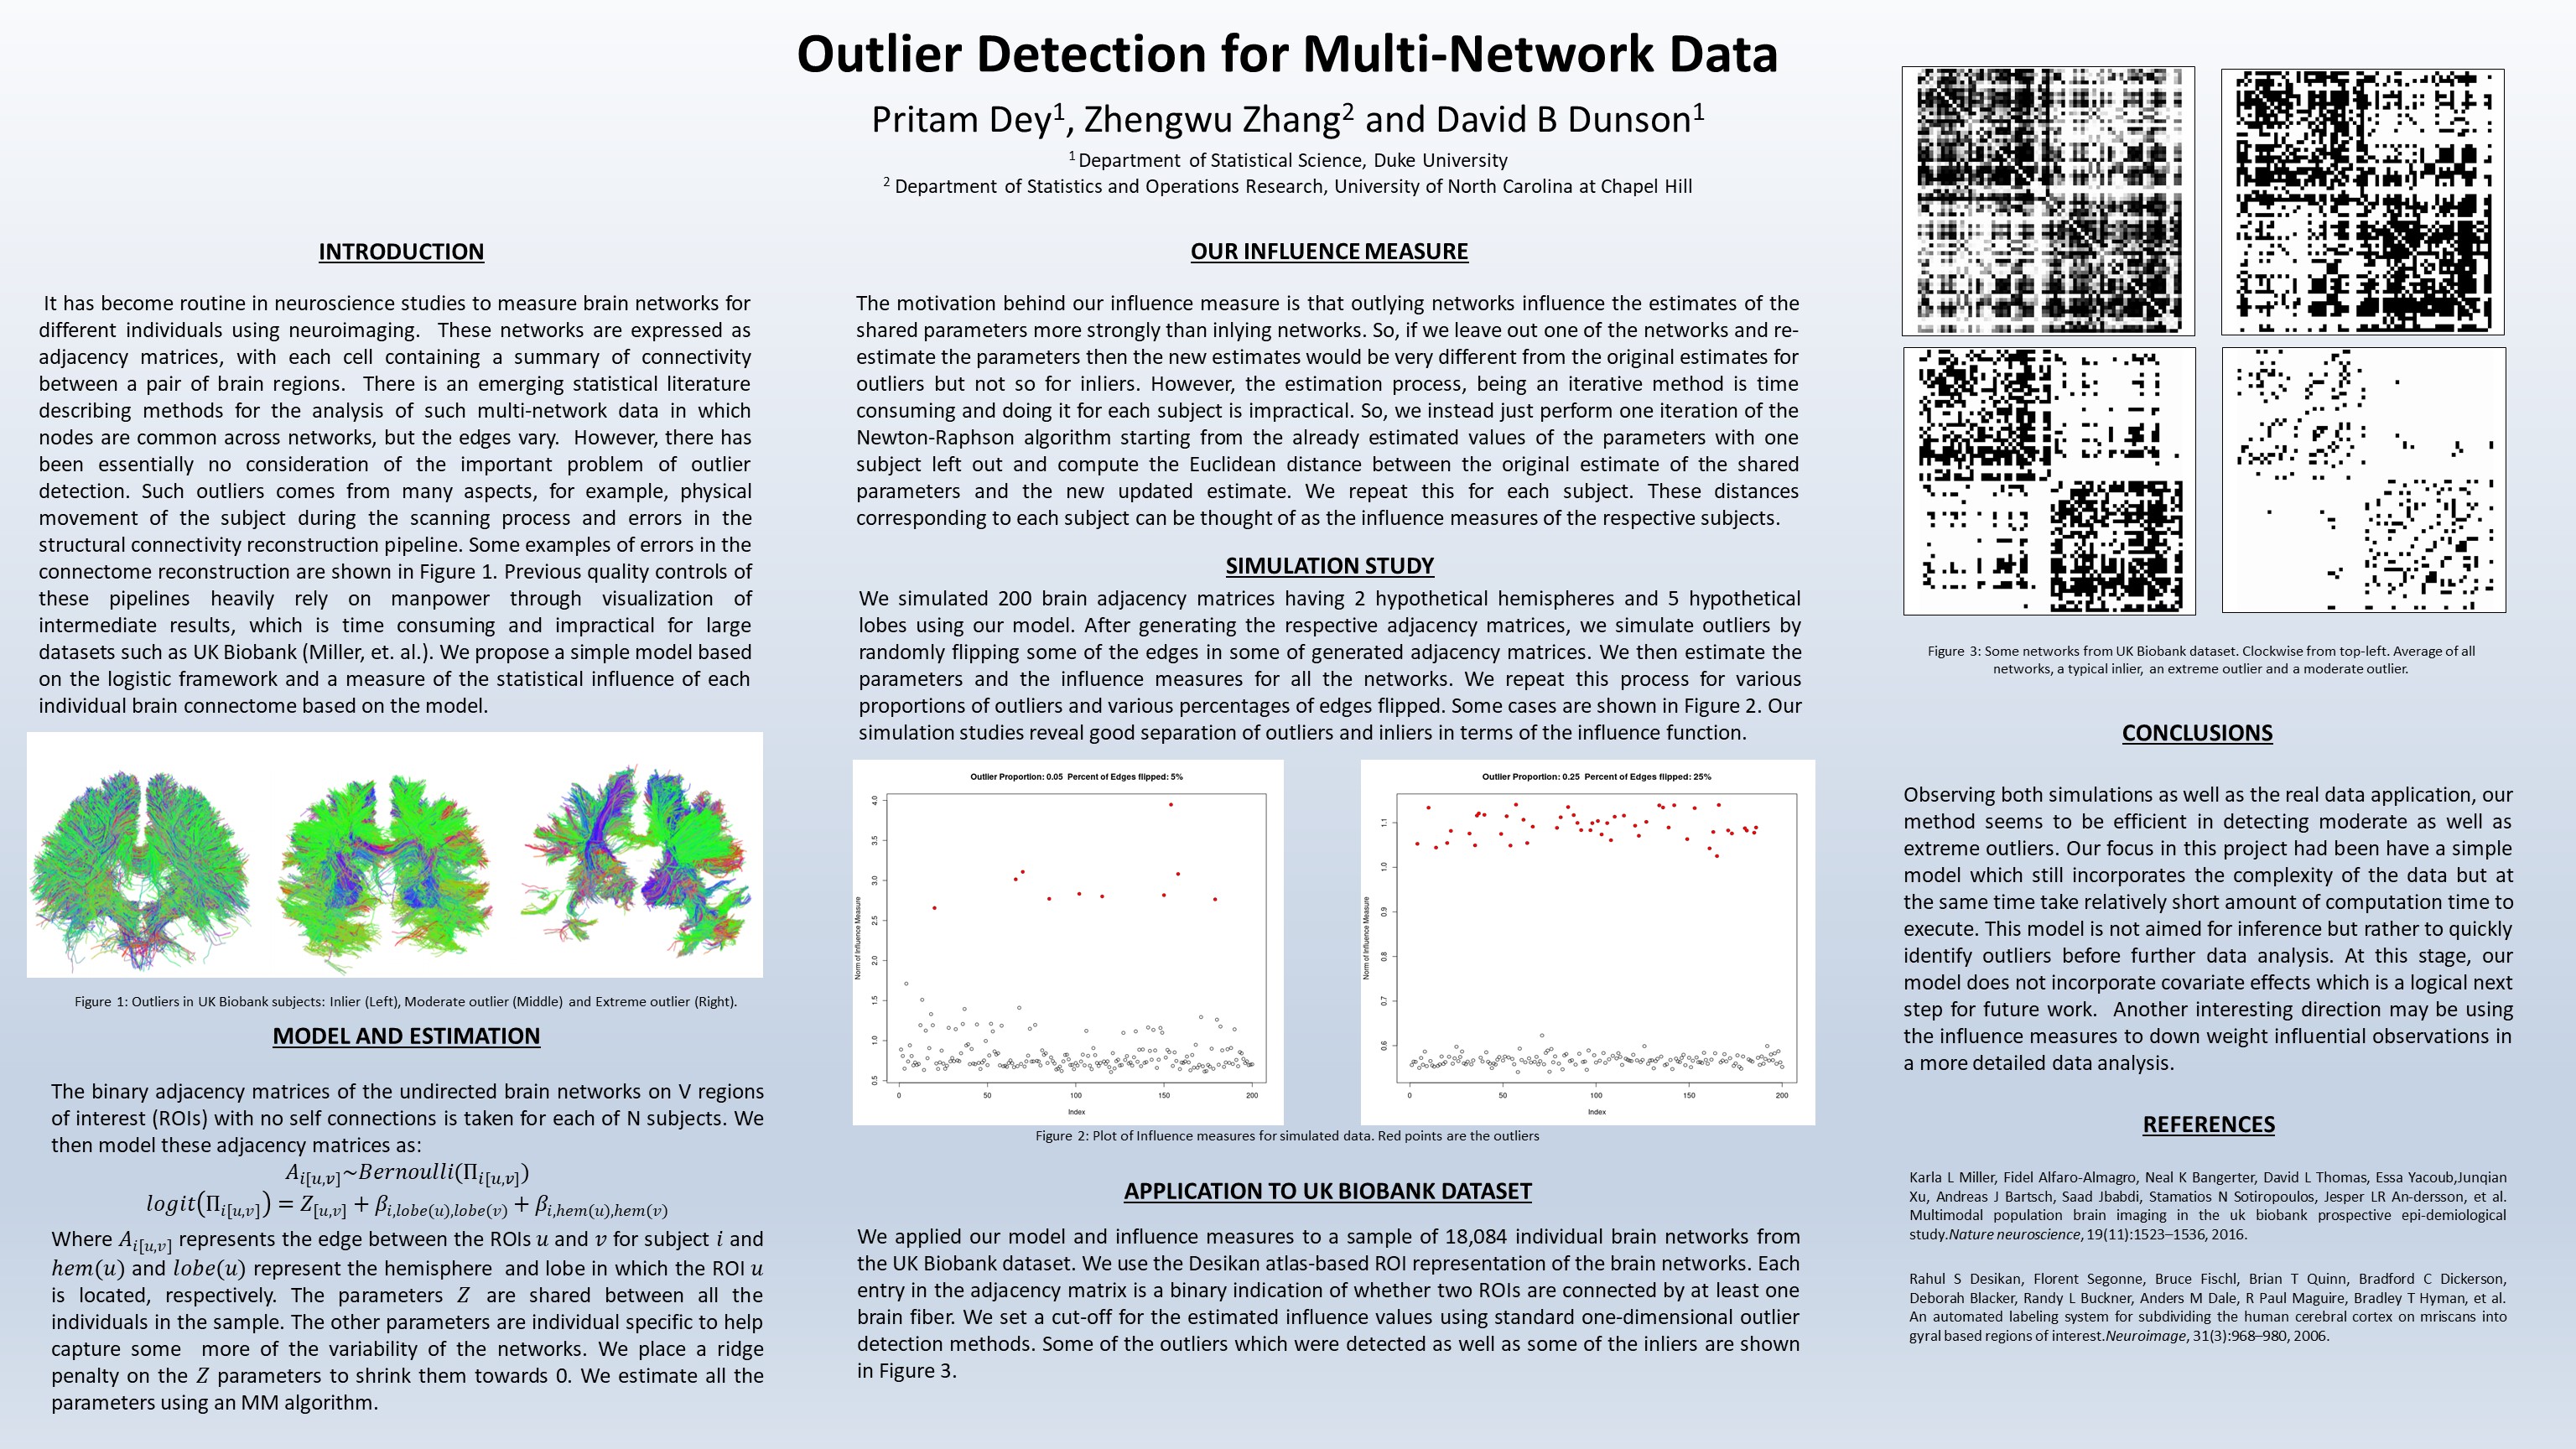 Outlier Detection for Multi-Network Data
Pritam Dey1, Zhengwu Zhang2 and David B Dunson1
1 Department of Statistical Science, Duke University
2 Department of Statistics and Operations Research, University of North Carolina at Chapel Hill
INTRODUCTION
It has become routine in neuroscience studies to measure brain networks for
different individuals using neuroimaging. These networks are expressed as
adjacency matrices, with each cell containing a summary of connectivity
between a pair of brain regions. There is an emerging statistical literature
describing methods for the analysis of such multi-network data in which
nodes are common across networks, but the edges vary. However, there has
been essentially no consideration of the important problem of outlier
detection. Such outliers comes from many aspects, for example, physical
movement of the subject during the scanning process and errors in the
structural connectivity reconstruction pipeline. Some examples of errors in the
connectome reconstruction are shown in Figure 1. Previous quality controls of
these pipelines heavily rely on manpower through visualization of
intermediate results, which is time consuming and impractical for large
datasets such as UK Biobank (Miller, et. al.). We propose a simple model based
on the logistic framework and a measure of the statistical influence of each
individual brain connectome based on the model.
Figure 1: Outliers in UK Biobank subjects: Inlier (Left), Moderate outlier (Middle) and Extreme outlier (Right).
MODEL AND ESTIMATION
The binary adjacency matrices of the undirected brain networks on V regions
of interest (ROIs) with no self connections is taken for each of N subjects. We
then model these adjacency matrices as:
A_{i[u,v]}~Bernoulli(Π_{i[u,v]})
logit(Π_{i[u,v]}) = Z_{[u,v]} + β_{i,lobe(u),lobe(v)} + β_{i,hem(u),hem(v)}
Where A_{i[u,v]} represents the edge between the ROIs u and v for subject i and
hem(u) and lobe(u) represent the hemisphere and lobe in which the ROI u
is located, respectively. The parameters Z are shared between all the
individuals in the sample. The other parameters are individual specific to help
capture some more of the variability of the networks. We place a ridge
penalty on the Z parameters to shrink them towards 0. We estimate all the
parameters using an MM algorithm.
OUR INFLUENCE MEASURE
The motivation behind our influence measure is that outlying networks influence the estimates of the
shared parameters more strongly than inlying networks. So, if we leave out one of the networks and re-
estimate the parameters then the new estimates would be very different from the original estimates for
outliers but not so for inliers. However, the estimation process, being an iterative method is time
consuming and doing it for each subject is impractical. So, we instead just perform one iteration of the
Newton-Raphson algorithm starting from the already estimated values of the parameters with one
subject left out and compute the Euclidean distance between the original estimate of the shared
parameters and the new updated estimate. We repeat this for each subject. These distances
corresponding to each subject can be thought of as the influence measures of the respective subjects.
SIMULATION STUDY
We simulated 200 brain adjacency matrices having 2 hypothetical hemispheres and 5 hypothetical
lobes using our model. After generating the respective adjacency matrices, we simulate outliers by
randomly flipping some of the edges in some of generated adjacency matrices. We then estimate the
parameters and the influence measures for all the networks. We repeat this process for various
proportions of outliers and various percentages of edges flipped. Some cases are shown in Figure 2. Our
simulation studies reveal good separation of outliers and inliers in terms of the influence function.
Outlier Proportion: 0.05 Percent of Edges flipped: 5%
Norm of Influence Measure
4.0
3.5
3.0
2.5
2.0
1.5
1.0
0.5
0 50 100 150 200
Index
Outlier Proportion: 0.25 Percent of Edges flipped: 25%
Norm of Influence Measure
1.1
1.0
0.9
0.8
0.7
0.6
0 50 100 150 200
Index
Figure 2: Plot of Influence measures for simulated data. Red points are the outliers
APPLICATION TO UK BIOBANK DATASET
We applied our model and influence measures to a sample of 18,084 individual brain networks from
the UK Biobank dataset. We use the Desikan atlas-based ROI representation of the brain networks. Each
entry in the adjacency matrix is a binary indication of whether two ROIs are connected by at least one
brain fiber. We set a cut-off for the estimated influence values using standard one-dimensional outlier
detection methods. Some of the outliers which were detected as well as some of the inliers are shown
in Figure 3.
Figure 3: Some networks from UK Biobank dataset. Clockwise from top-left. Average of all
networks, a typical inlier, an extreme outlier and a moderate outlier.
CONCLUSIONS
Observing both simulations as well as the real data application, our
method seems to be efficient in detecting moderate as well as
extreme outliers. Our focus in this project had been have a simple
model which still incorporates the complexity of the data but at
the same time take relatively short amount of computation time to
execute. This model is not aimed for inference but rather to quickly
identify outliers before further data analysis. At this stage, our
model does not incorporate covariate effects which is a logical next
step for future work. Another interesting direction may be using
the influence measures to down weight influential observations in
a more detailed data analysis.
REFERENCES
Karla L Miller, Fidel Alfaro-Almagro, Neal K Bangerter, David L Thomas, Essa Yacoub,Junqian
Xu, Andreas J Bartsch, Saad Jbabdi, Stamatios N Sotiropoulos, Jesper LR An-dersson, et al.
Multimodal population brain imaging in the uk biobank prospective epi-demiological
study.Nature neuroscience, 19(11):1523–1536, 2016.
Rahul S Desikan, Florent Segonne, Bruce Fischl, Brian T Quinn, Bradford C Dickerson,
Deborah Blacker, Randy L Buckner, Anders M Dale, R Paul Maguire, Bradley T Hyman, et al.
An automated labeling system for subdividing the human cerebral cortex on mriscans into
gyral based regions of interest.Neuroimage, 31(3):968–980, 2006.